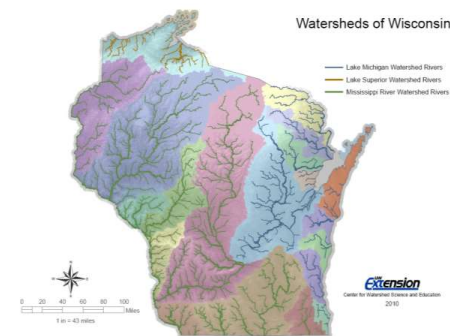 Watersheds of Wisconsin
Lake Michigan Watershed Rivers
Lake Superior Watershed Rivers
Mississippi River Watershed Rivers
0 20 40 60 80 100
Miles
1 in = 43 miles
Extension
Center for Watershed Science and Education
2010